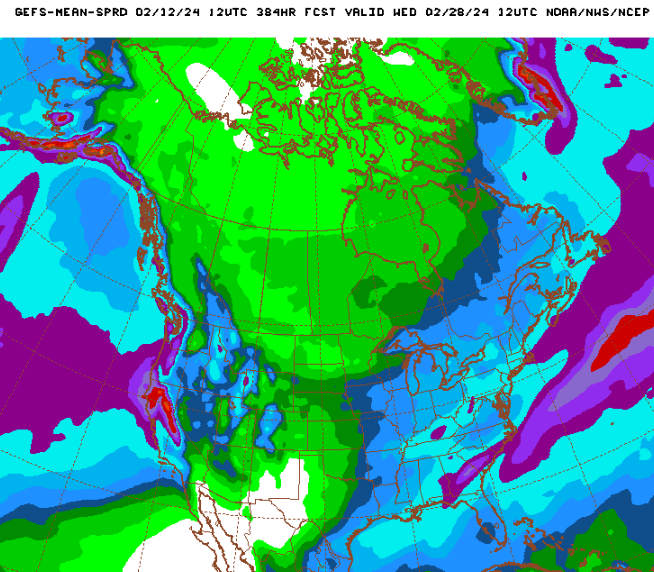 GEFS-MEAN-SPRD 02/12/24 12UTC 384HR FCST VALID WED 02/28/24 12UTC NOAA/NWS/NCEP